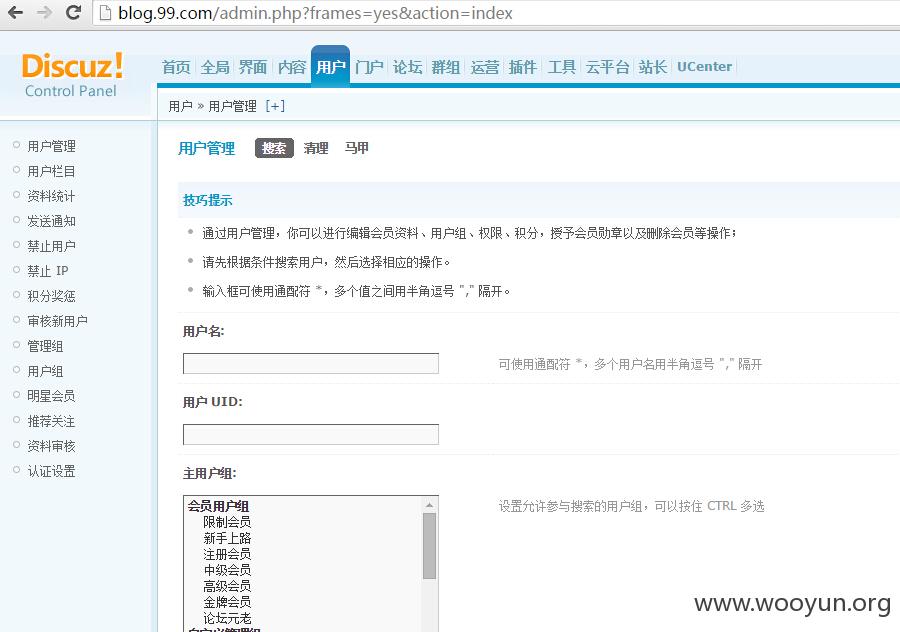 blog.99.com/admin.php?frames=yes&action=index
Discuz!
Control Panel
首页 全局 界面 内容 用户 门户 论坛 群组 运营 插件 工具 云平台 站长 UCenter
用户 » 用户管理 [+]
用户管理
用户栏目
资料统计
发送通知
禁止用户
禁止 IP
积分奖惩
审核新用户
管理组
用户组
明星会员
推荐关注
资料审核
认证设置
用户管理 搜索 清理 马甲
技巧提示
通过用户管理，你可以进行编辑会员资料、用户组、权限、积分，授予会员勋章以及删除会员等操作；
请先根据条件搜索用户，然后选择相应的操作。
输入框可使用通配符 *，多个值之间用半角逗号 "," 隔开。
用户名:
可使用通配符 *，多个用户名用半角逗号 "," 隔开
用户 UID:
主用户组:
会员用户组
限制会员
新手上路
注册会员
中级会员
高级会员
金牌会员
论坛元老
自定义管理组
设置允许参与搜索的用户组，可以按住 CTRL 多选
www.wooyun.org